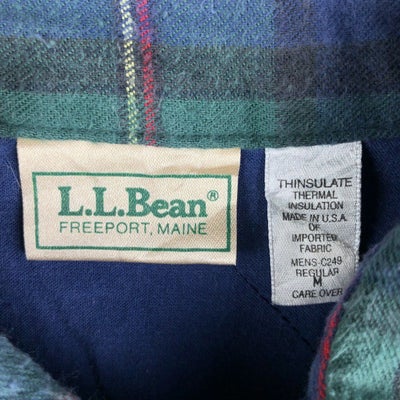 L.L.Bean®
FREEPORT, MAINE
THINSULATE
THERMAL
INSULATION
MADE IN U.S.A.
OF
IMPORTED
FABRIC
MENS-C249
REGULAR
M
CARE OVER